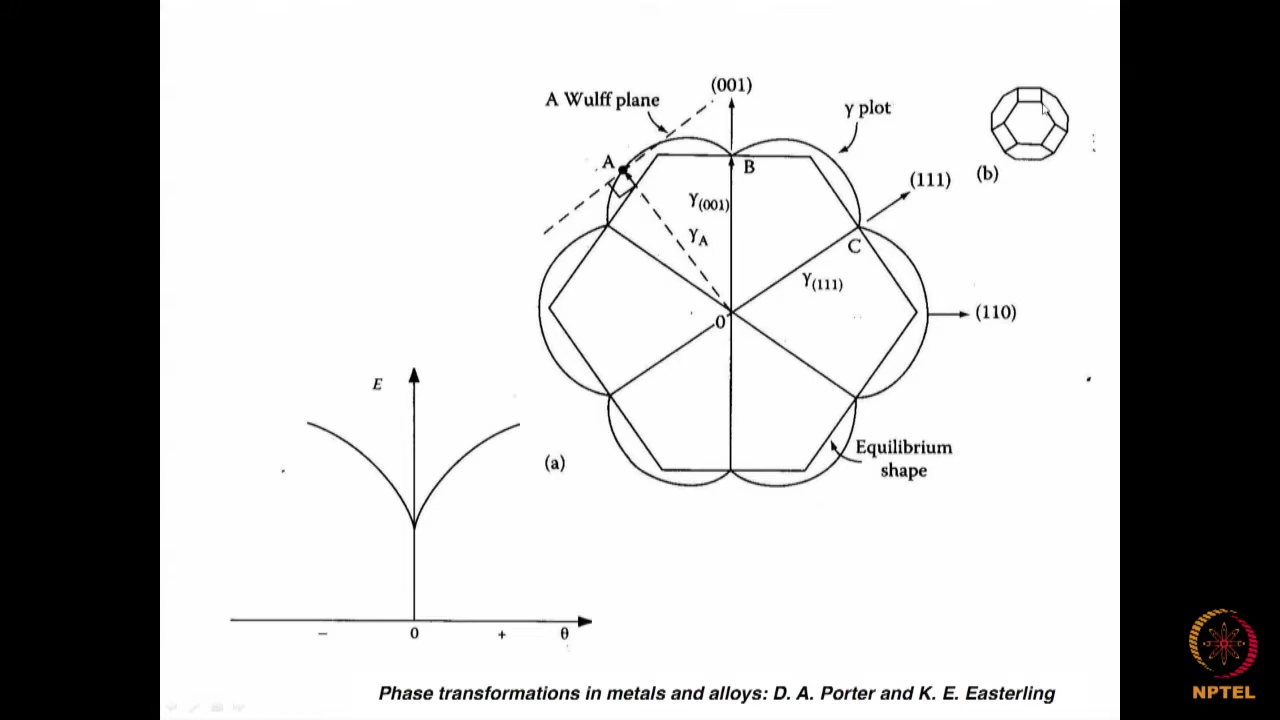 (001)
A Wulff plane
γ plot
A
B
(111)
(b)
γ(001)
γA
C
γ(111)
0
(110)
E
Equilibrium
shape
(a)
− 0 + θ
Phase transformations in metals and alloys: D. A. Porter and K. E. Easterling
NPTEL